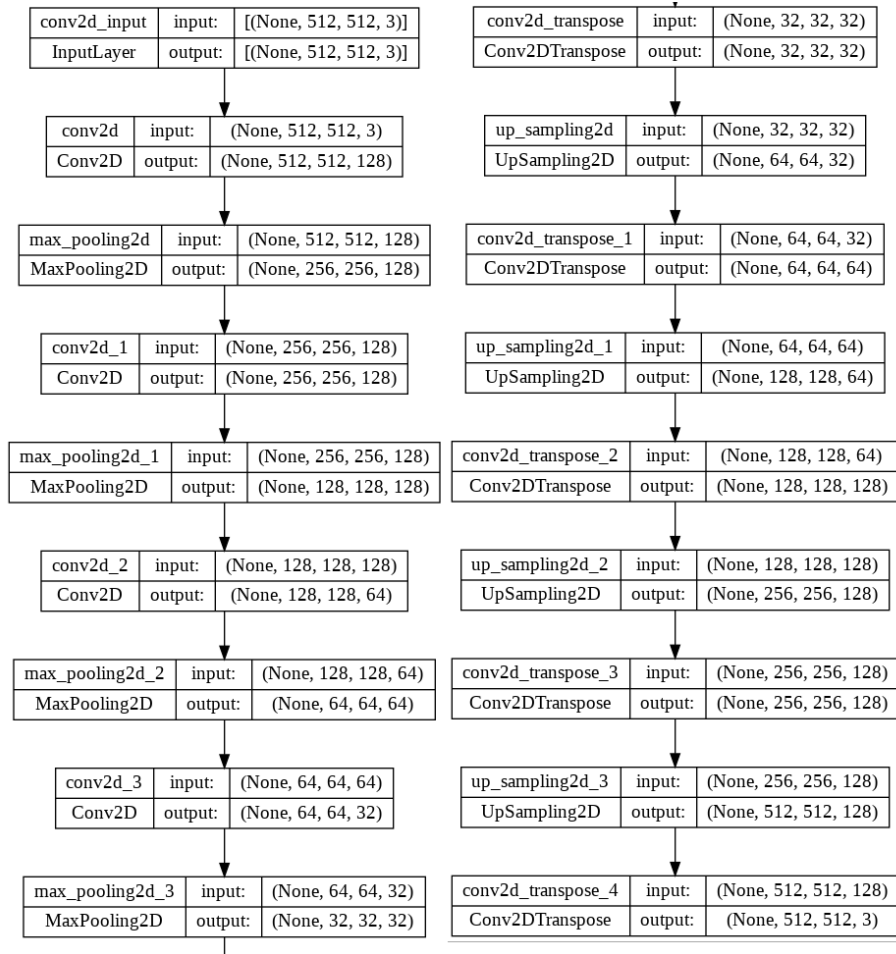 conv2d_input input: [(None, 512, 512, 3)]
InputLayer output: [(None, 512, 512, 3)]
conv2d input: (None, 512, 512, 3)
Conv2D output: (None, 512, 512, 128)
max_pooling2d input: (None, 512, 512, 128)
MaxPooling2D output: (None, 256, 256, 128)
conv2d_1 input: (None, 256, 256, 128)
Conv2D output: (None, 256, 256, 128)
max_pooling2d_1 input: (None, 256, 256, 128)
MaxPooling2D output: (None, 128, 128, 128)
conv2d_2 input: (None, 128, 128, 128)
Conv2D output: (None, 128, 128, 64)
max_pooling2d_2 input: (None, 128, 128, 64)
MaxPooling2D output: (None, 64, 64, 64)
conv2d_3 input: (None, 64, 64, 64)
Conv2D output: (None, 64, 64, 32)
max_pooling2d_3 input: (None, 64, 64, 32)
MaxPooling2D output: (None, 32, 32, 32)
conv2d_transpose input: (None, 32, 32, 32)
Conv2DTranspose output: (None, 32, 32, 32)
up_sampling2d input: (None, 32, 32, 32)
UpSampling2D output: (None, 64, 64, 32)
conv2d_transpose_1 input: (None, 64, 64, 32)
Conv2DTranspose output: (None, 64, 64, 64)
up_sampling2d_1 input: (None, 64, 64, 64)
UpSampling2D output: (None, 128, 128, 64)
conv2d_transpose_2 input: (None, 128, 128, 64)
Conv2DTranspose output: (None, 128, 128, 128)
up_sampling2d_2 input: (None, 128, 128, 128)
UpSampling2D output: (None, 256, 256, 128)
conv2d_transpose_3 input: (None, 256, 256, 128)
Conv2DTranspose output: (None, 256, 256, 128)
up_sampling2d_3 input: (None, 256, 256, 128)
UpSampling2D output: (None, 512, 512, 128)
conv2d_transpose_4 input: (None, 512, 512, 128)
Conv2DTranspose output: (None, 512, 512, 3)